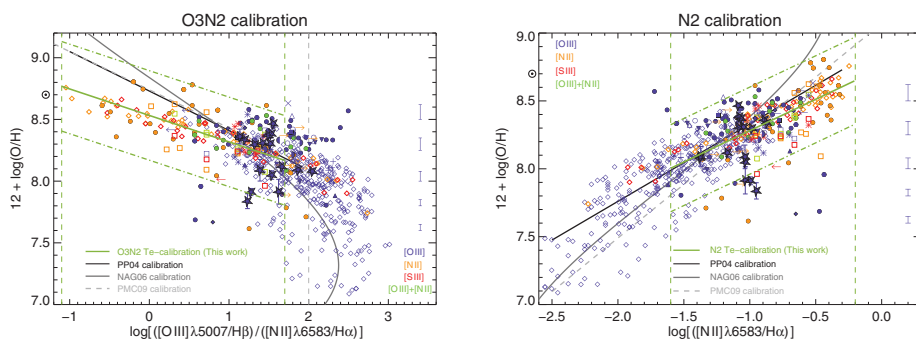 O3N2 calibration
12 + log(O/H)
9.0
8.5
8.0
7.5
7.0
O3N2 Te-calibration (This work)
PP04 calibration
NAG06 calibration
PMC09 calibration
[OIII]
[NII]
[SIII]
[OIII]+[NII]
−1 0 1 2 3
log[([OIII]λ5007/Hβ)/([NII]λ6583/Hα)]
N2 calibration
12 + log(O/H)
9.0
8.5
8.0
7.5
7.0
[OIII]
[NII]
[SIII]
[OIII]+[NII]
N2 Te-calibration (This work)
PP04 calibration
NAG06 calibration
PMC09 calibration
−2.5 −2.0 −1.5 −1.0 −0.5 0.0
log[([NII]λ6583/Hα)]